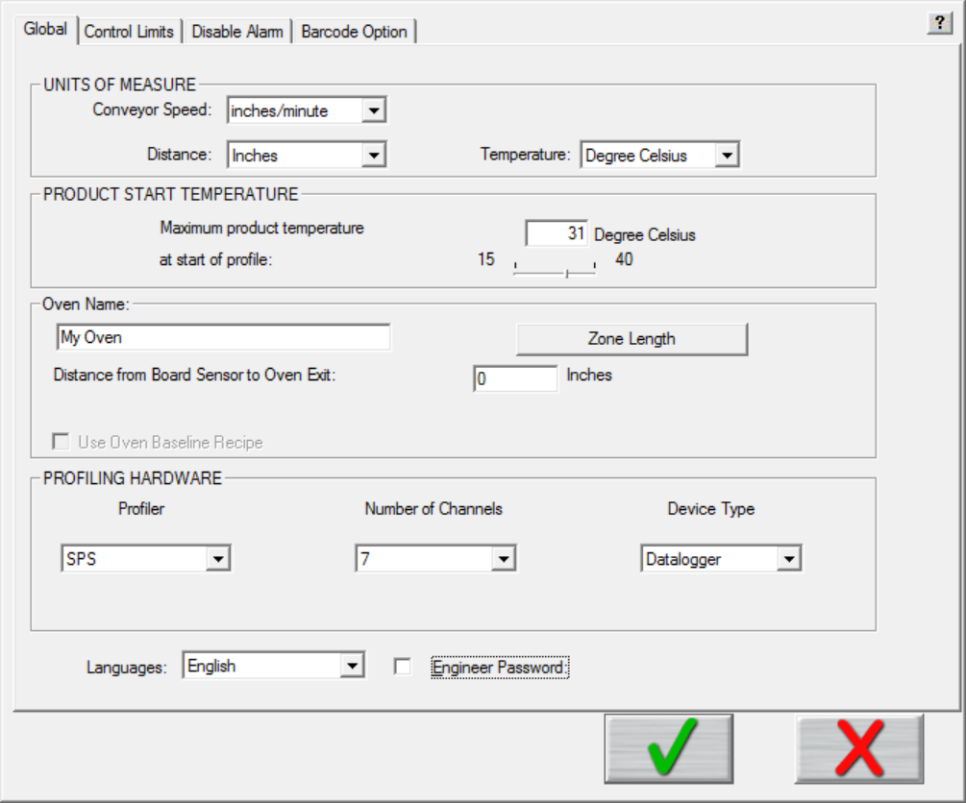 Global Control Limits Disable Alarm Barcode Option ?
UNITS OF MEASURE
Conveyor Speed: inches/minute
Distance: Inches Temperature: Degree Celsius
PRODUCT START TEMPERATURE
Maximum product temperature 31 Degree Celsius
at start of profile: 15 40
Oven Name:
My Oven Zone Length
Distance from Board Sensor to Oven Exit: 0 Inches
Use Oven Baseline Recipe
PROFILING HARDWARE
Profiler Number of Channels Device Type
SPS 7 Datalogger
Languages: English Engineer Password: